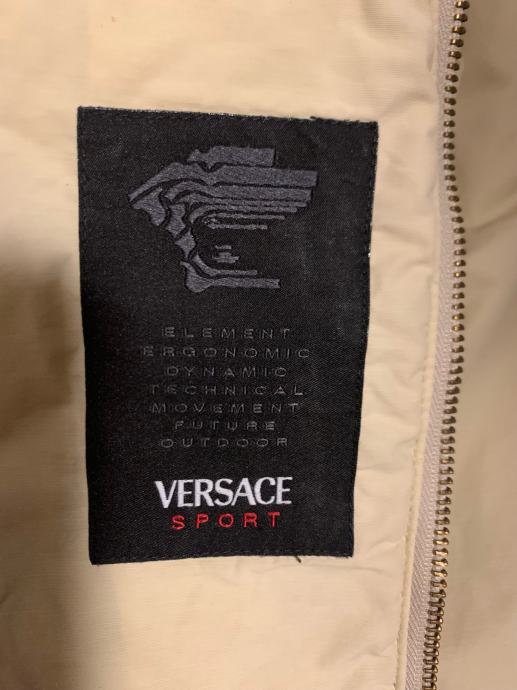 ELEMENT
ERGONOMIC
DYNAMIC
TECHNICAL
MOVEMENT
FUTURE
OUTDOOR
VERSACE
SPORT